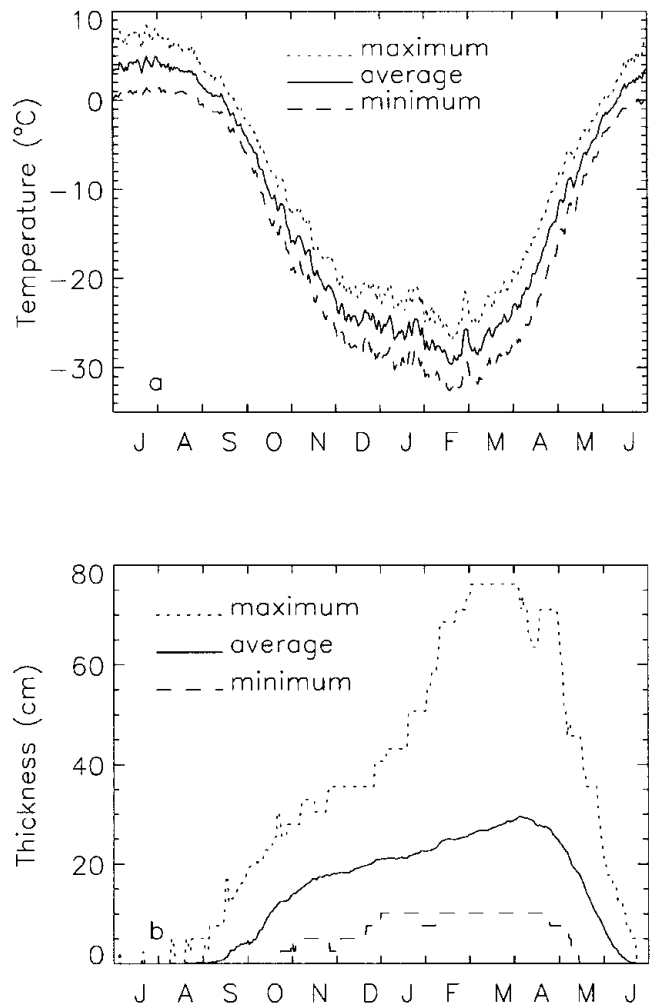 10
maximum
average
minimum
0
-10
-20
-30
Temperature (°C)
a
J A S O N D J F M A M J
80
maximum
average
minimum
60
40
20
0
Thickness (cm)
b
J A S O N D J F M A M J